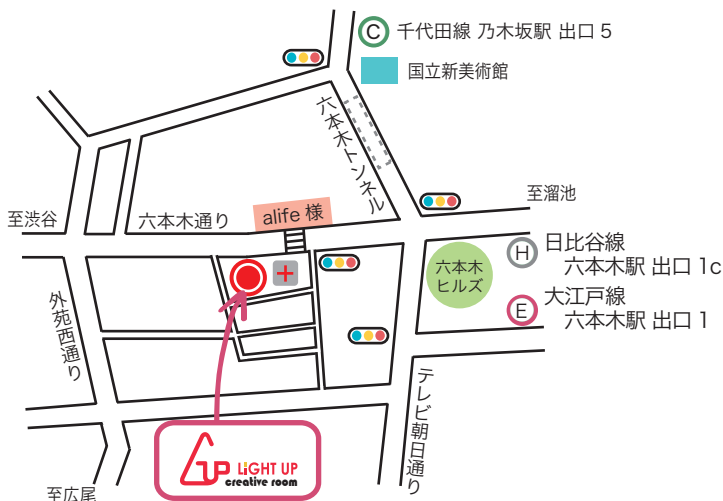 C 千代田線 乃木坂駅 出口 5
国立新美術館
六本木トンネル
至溜池
至渋谷
六本木通り
alife 様
H 日比谷線
六本木駅 出口 1c
六本木
ヒルズ
E 大江戸線
六本木駅 出口 1
外苑西通り
テレビ朝日通り
UP LiGHT UP
creative room
至広尾